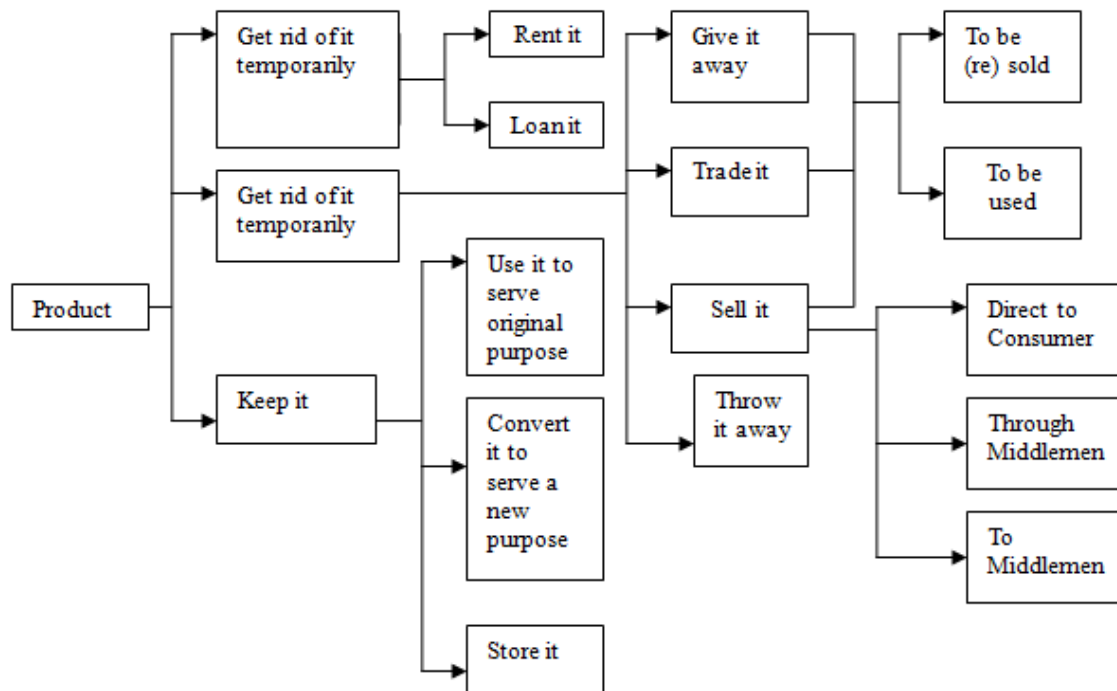 Get rid of it
temporarily
Rent it
Loan it
Give it
away
To be
(re) sold
Get rid of it
temporarily
Trade it
To be
used
Product
Use it to
serve
original
purpose
Sell it
Direct to
Consumer
Keep it
Convert
it to
serve a
new
purpose
Throw
it away
Through
Middlemen
To
Middlemen
Store it